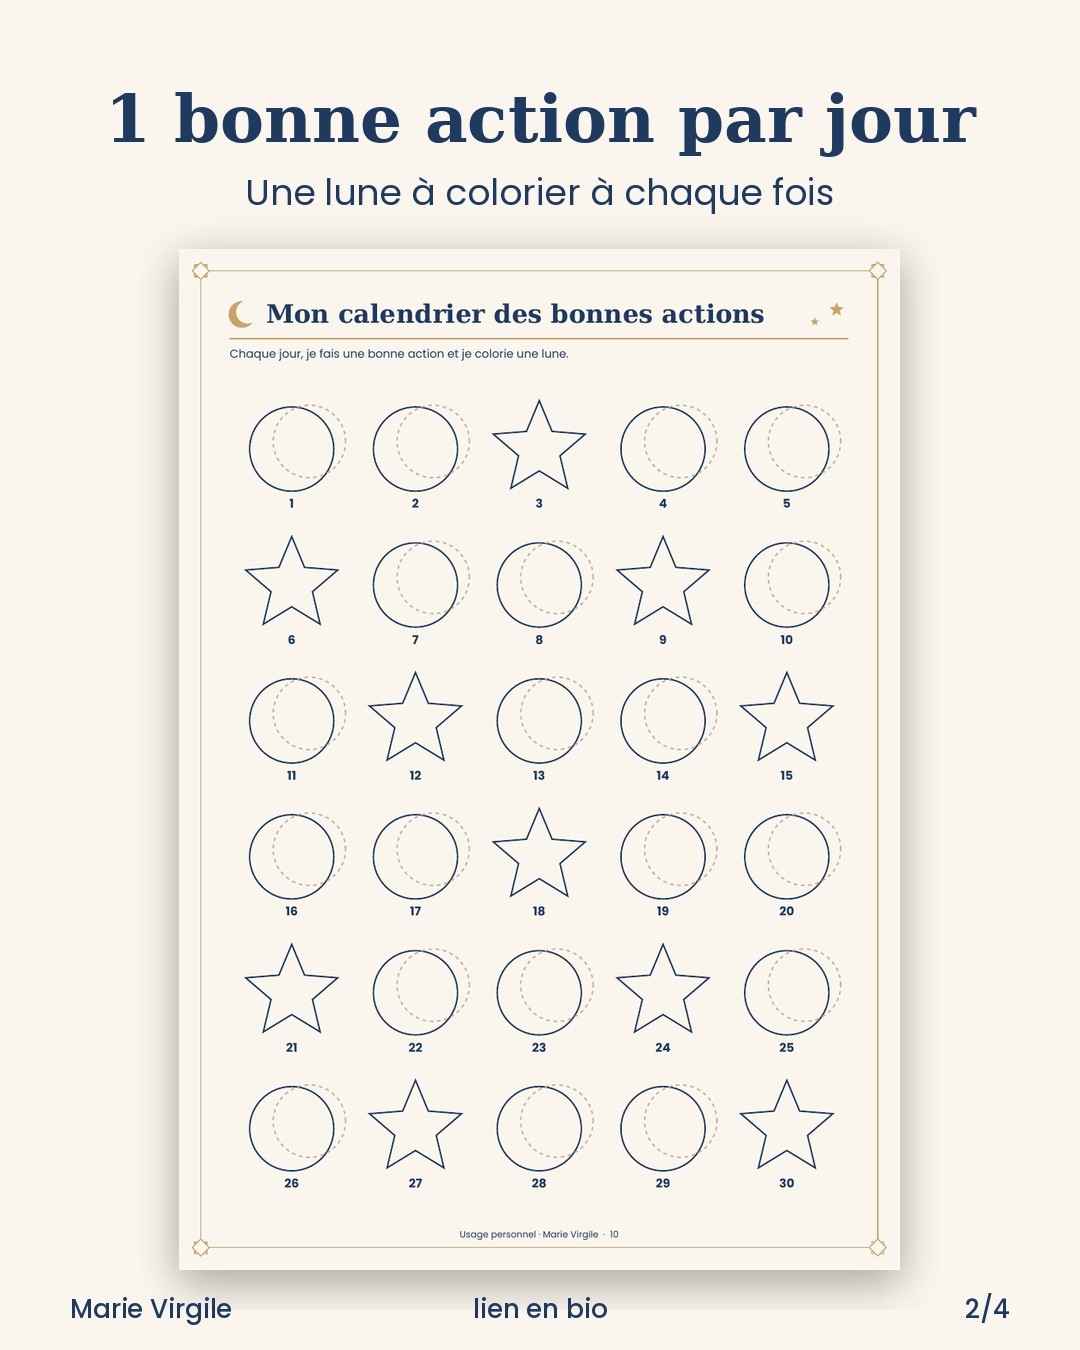 1 bonne action par jour
Une lune à colorier à chaque fois
Mon calendrier des bonnes actions
Chaque jour, je fais une bonne action et je colorie une lune.
1 2 3 4 5
6 7 8 9 10
11 12 13 14 15
16 17 18 19 20
21 22 23 24 25
26 27 28 29 30
Usage personnel · Marie Virgile · 10
Marie Virgile lien en bio 2/4